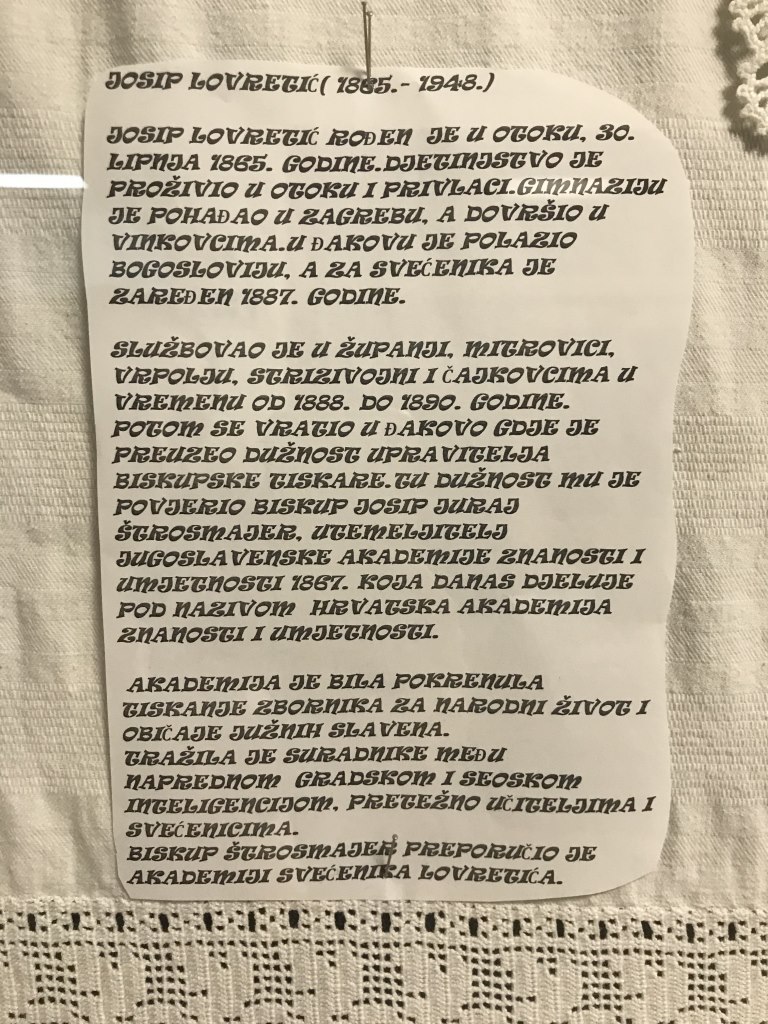 JOSIP LOVRETIĆ( 1865.- 1948.)
JOSIP LOVRETIĆ ROĐEN JE U OTOKU, 30.
LIPNJA 1865. GODINE.DJETINJSTVO JE
PROŽIVIO U OTOKU I PRIVLACI.GIMNAZIJU
JE POHAĐAO U ZAGREBU, A DOVRŠIO U
VINKOVCIMA.U ĐAKOVU JE POLAZIO
BOGOSLOVIJU, A ZA SVEĆENIKA JE
ZAREĐEN 1887. GODINE.
SLUŽBOVAO JE U ŽUPANJI, MITROVICI,
VRPOLJU, STRIZIVOJNI I ČAJKOVCIMA U
VREMENU OD 1888. DO 1890. GODINE.
POTOM SE VRATIO U ĐAKOVO GDJE JE
PREUZEO DUŽNOST UPRAVITELJA
BISKUPSKE TISKARE.TU DUŽNOST MU JE
POVJERIO BISKUP JOSIP JURAJ
ŠTROSMAJER, UTEMELJITELJ
JUGOSLAVENSKE AKADEMIJE ZNANOSTI I
UMJETNOSTI 1867. KOJA DANAS DJELUJE
POD NAZIVOM HRVATSKA AKADEMIJA
ZNANOSTI I UMJETNOSTI.
AKADEMIJA JE BILA POKRENULA
TISKANJE ZBORNIKA ZA NARODNI ŽIVOT I
OBIČAJE JUŽNIH SLAVENA.
TRAŽILA JE SURADNIKE MEĐU
NAPREDNOM GRADSKOM I SEOSKOM
INTELIGENCIJOM, PRETEŽNO UČITELJIMA I
SVEĆENICIMA.
BISKUP ŠTROSMAJER PREPORUČIO JE
AKADEMIJI SVEĆENIKA LOVRETIĆA.